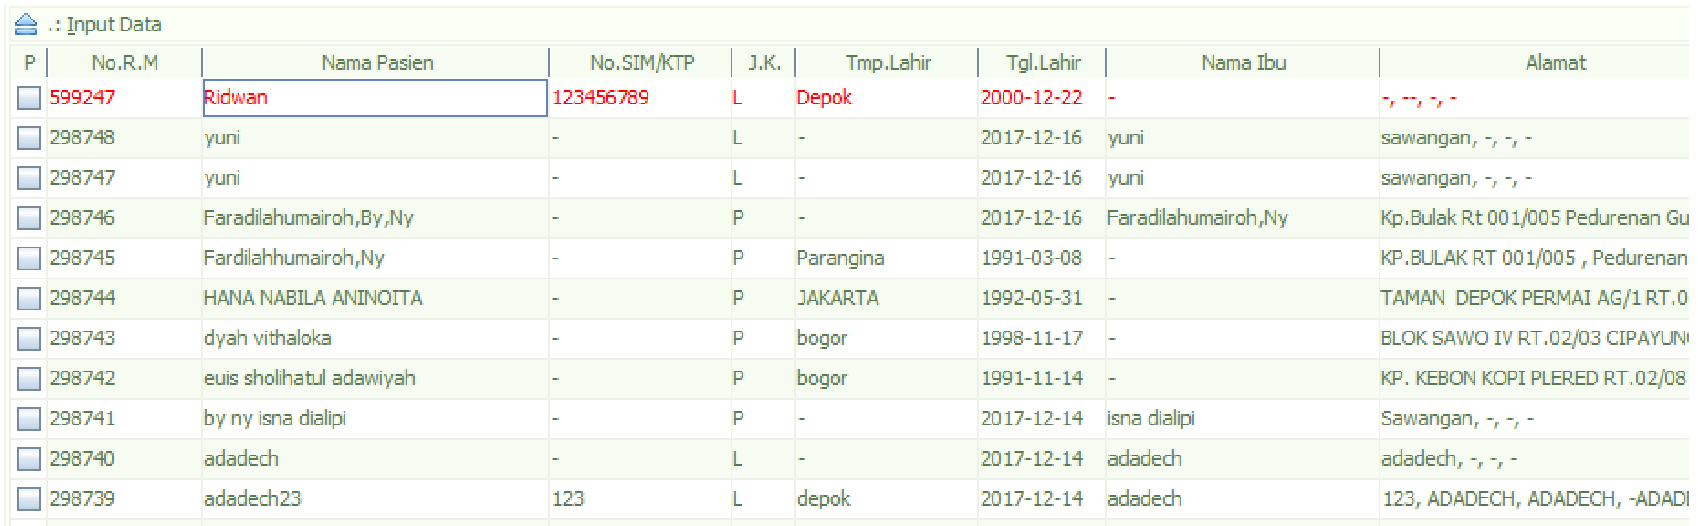 .: Input Data
P No.R.M Nama Pasien No.SIM/KTP J.K. Tmp.Lahir Tgl.Lahir Nama Ibu Alamat
599247 Ridwan 123456789 L Depok 2000-12-22 - -, --, -, -
298748 yuni - L - 2017-12-16 yuni sawangan, -, -, -
298747 yuni - L - 2017-12-16 yuni sawangan, -, -, -
298746 Faradilahumairoh,By,Ny - P - 2017-12-16 Faradilahumairoh,Ny Kp.Bulak Rt 001/005 Pedurenan Gu
298745 Fardilahhumairoh,Ny - P Parangina 1991-03-08 - KP.BULAK RT 001/005 , Pedurenan
298744 HANA NABILA ANINOITA - P JAKARTA 1992-05-31 - TAMAN DEPOK PERMAI AG/1 RT.0
298743 dyah vithaloka - P bogor 1998-11-17 - BLOK SAWO IV RT.02/03 CIPAYUN
298742 euis sholihatul adawiyah - P bogor 1991-11-14 - KP. KEBON KOPI PLERED RT.02/08
298741 by ny isna dialipi - P - 2017-12-14 isna dialipi Sawangan, -, -, -
298740 adadech - L - 2017-12-14 adadech adadech, -, -, -
298739 adadech23 123 L depok 2017-12-14 adadech 123, ADADECH, ADADECH, -ADAD